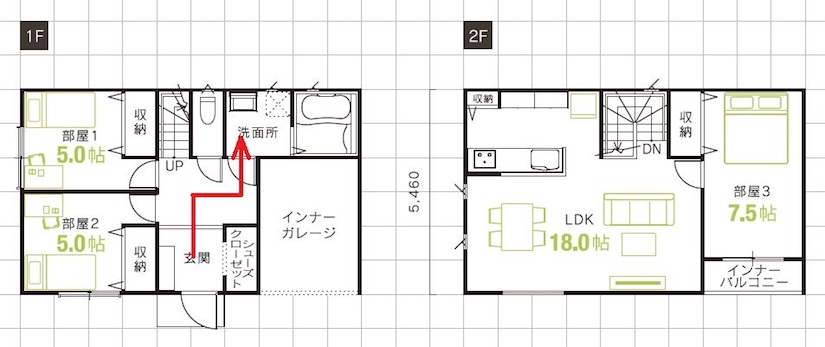 1F
部屋1
5.0帖
収納
UP
洗面所
部屋2
5.0帖
収納
玄関
シューズ
クローゼット
インナー
ガレージ
5,460
2F
収納
DN
収納
LDK
18.0帖
部屋3
7.5帖
インナー
バルコニー